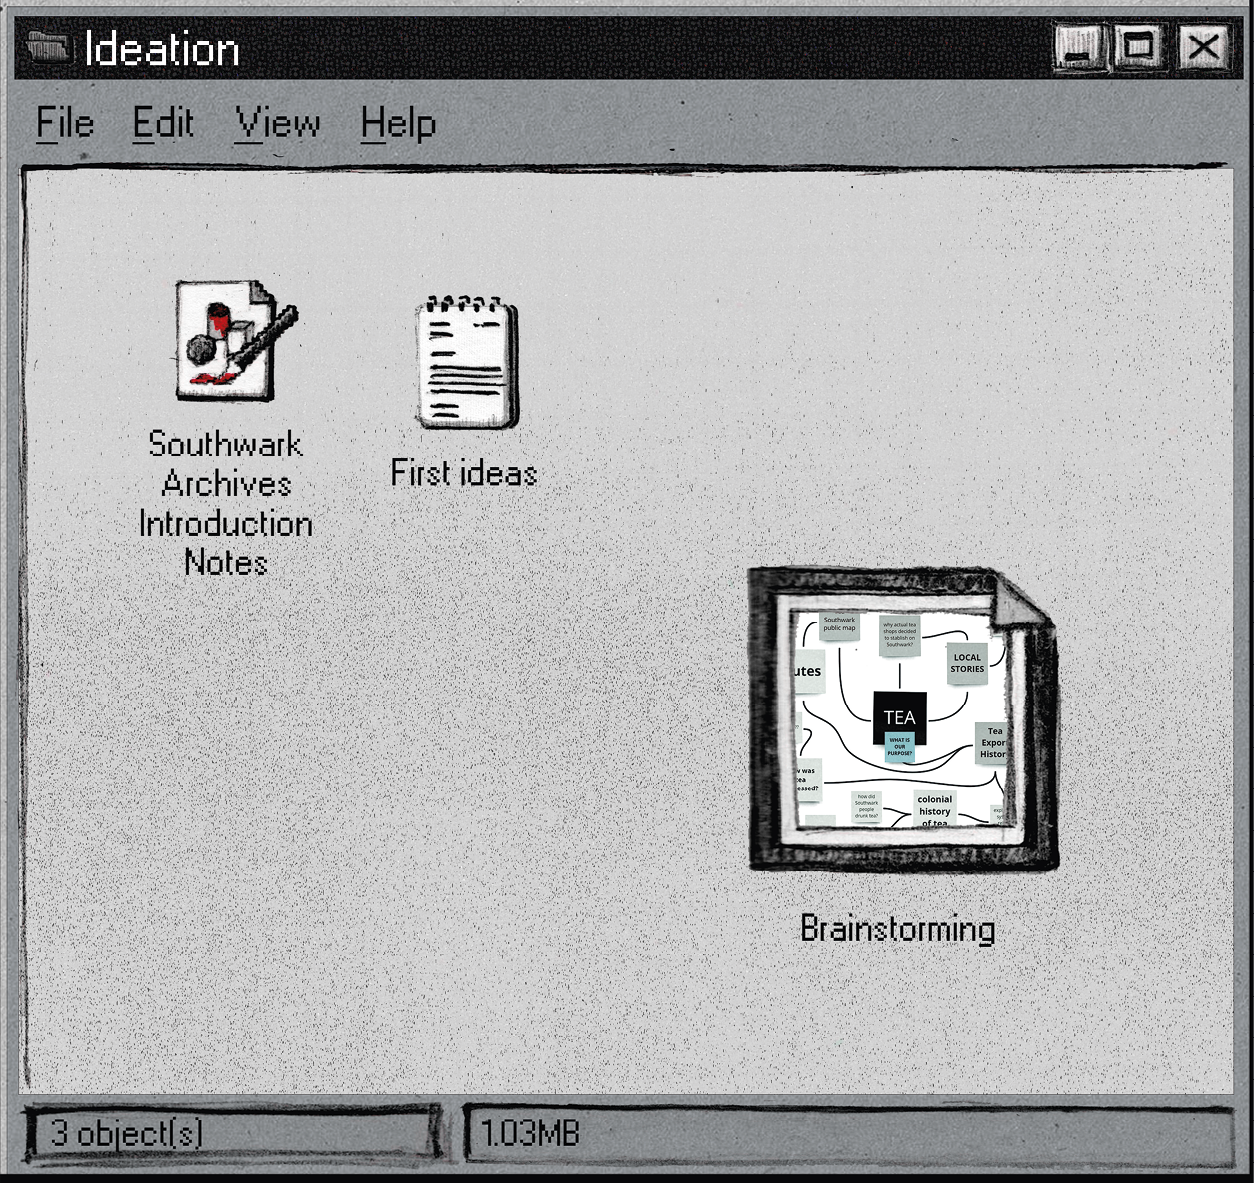 Ideation
File Edit View Help
Southwark
Archives
Introduction
Notes
First ideas
Southwark
public map
why actual tea
shops decided
to stablish on
Southwark?
LOCAL
STORIES
utes
TEA
WHAT IS
OUR
PURPOSE?
Tea
Expor
Histor
w was
tea
how did
Southwark
people
drunk tea?
colonial
history
of tea
Brainstorming
3 object(s)
1.03MB